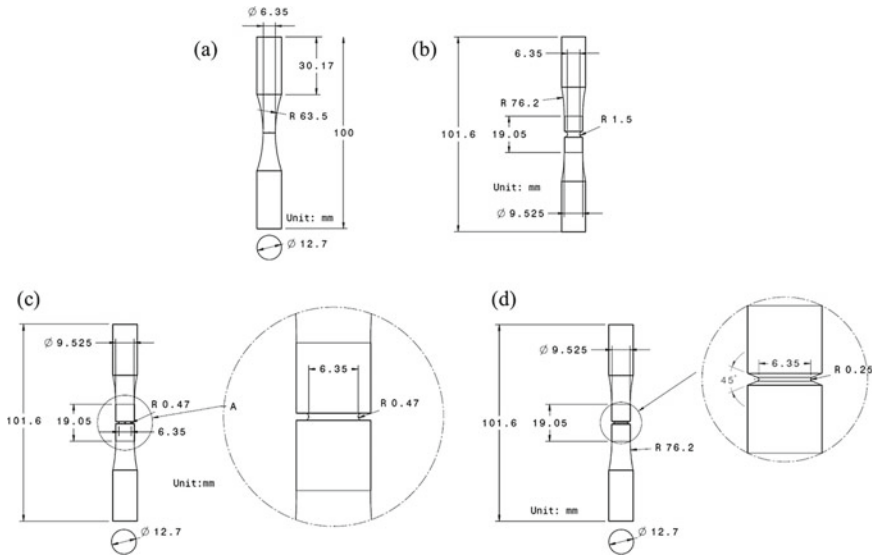 (a)
Ø 6.35
30.17
R 63.5
100
Unit: mm
Ø 12.7
(b)
6.35
R 76.2
R 1.5
101.6
19.05
Unit: mm
Ø 9.525
(c)
Ø 9.525
R 0.47
A
101.6
19.05
6.35
Unit:mm
Ø 12.7
6.35
R 0.47
(d)
Ø 9.525
101.6
19.05
R 76.2
Unit: mm
Ø 12.7
6.35
R 0.25
45°